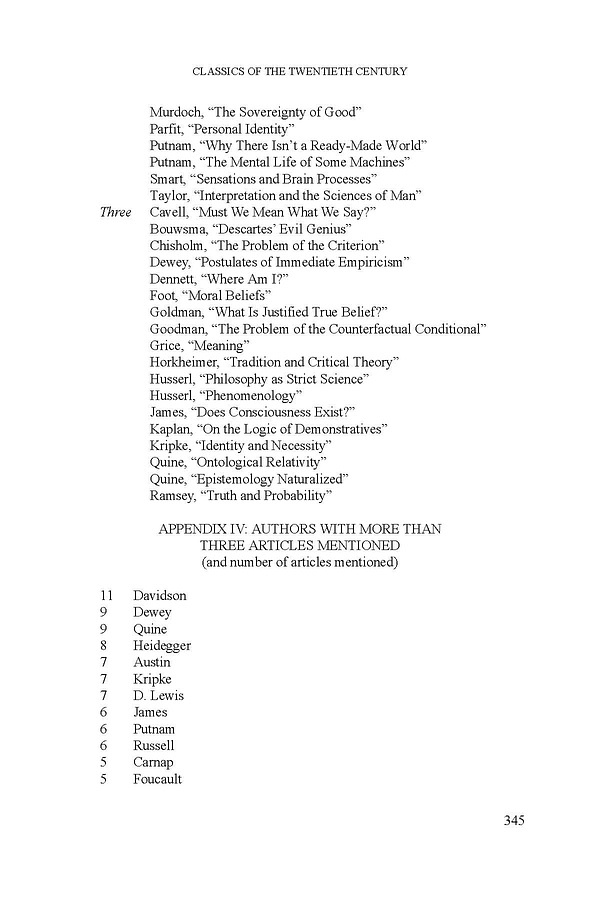 CLASSICS OF THE TWENTIETH CENTURY
Murdoch, “The Sovereignty of Good”
Parfit, “Personal Identity”
Putnam, “Why There Isn’t a Ready-Made World”
Putnam, “The Mental Life of Some Machines”
Smart, “Sensations and Brain Processes”
Taylor, “Interpretation and the Sciences of Man”
Three Cavell, “Must We Mean What We Say?”
Bouwsma, “Descartes’ Evil Genius”
Chisholm, “The Problem of the Criterion”
Dewey, “Postulates of Immediate Empiricism”
Dennett, “Where Am I?”
Foot, “Moral Beliefs”
Goldman, “What Is Justified True Belief?”
Goodman, “The Problem of the Counterfactual Conditional”
Grice, “Meaning”
Horkheimer, “Tradition and Critical Theory”
Husserl, “Philosophy as Strict Science”
Husserl, “Phenomenology”
James, “Does Consciousness Exist?”
Kaplan, “On the Logic of Demonstratives”
Kripke, “Identity and Necessity”
Quine, “Ontological Relativity”
Quine, “Epistemology Naturalized”
Ramsey, “Truth and Probability”
APPENDIX IV: AUTHORS WITH MORE THAN
THREE ARTICLES MENTIONED
(and number of articles mentioned)
11 Davidson
9 Dewey
9 Quine
8 Heidegger
7 Austin
7 Kripke
7 D. Lewis
6 James
6 Putnam
6 Russell
5 Carnap
5 Foucault
345